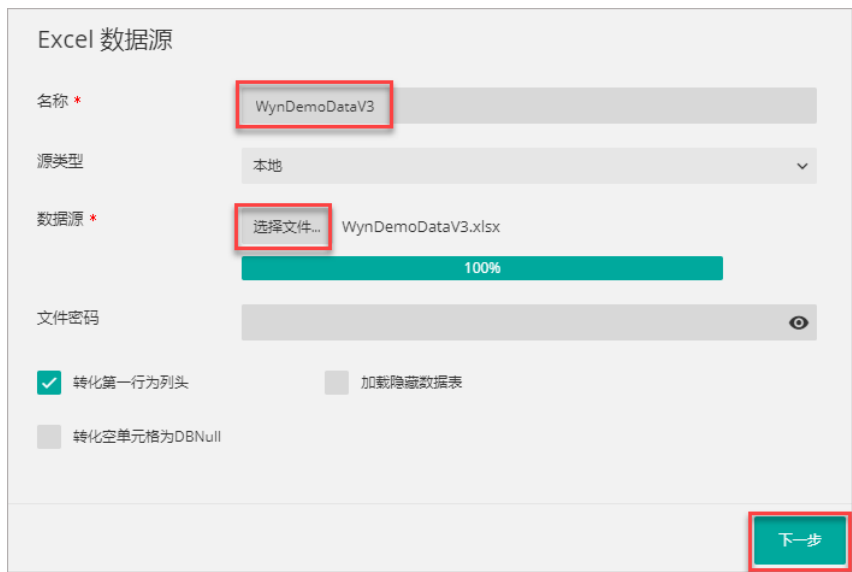 Excel 数据源
名称 *
WynDemoDataV3
源类型
本地
数据源 *
选择文件... WynDemoDataV3.xlsx
100%
文件密码
转化第一行为列头
加载隐藏数据表
转化空单元格为DBNull
下一步